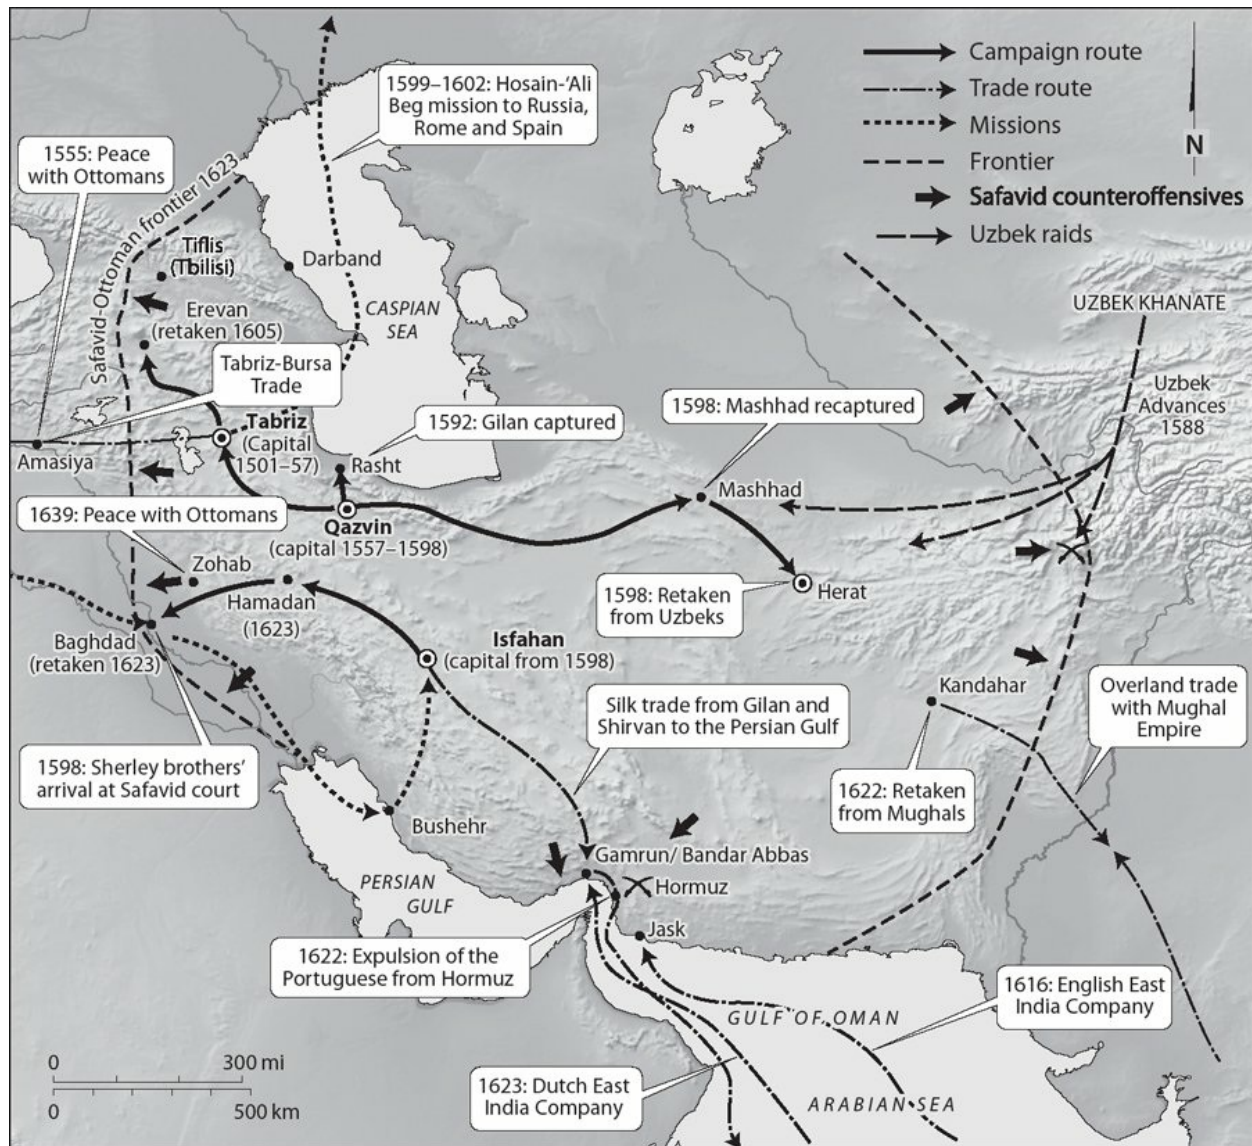 Campaign route
Trade route
Missions
Frontier
Safavid counteroffensives
Uzbek raids
N
1599–1602: Hosain-‘Ali
Beg mission to Russia,
Rome and Spain
1555: Peace
with Ottomans
Safavid-Ottoman frontier 1623
Tiflis
(Tbilisi)
Darband
CASPIAN
SEA
Erevan
(retaken 1605)
UZBEK KHANATE
Uzbek
Advances
1588
Tabriz-Bursa
Trade
1592: Gilan captured
1598: Mashhad recaptured
Tabriz
(Capital
1501–57)
Amasiya
Rasht
Mashhad
1639: Peace with Ottomans
Qazvin
(capital 1557–1598)
Zohab
Hamadan
(1623)
1598: Retaken
from Uzbeks
Herat
Baghdad
(retaken 1623)
Isfahan
(capital from 1598)
Kandahar
Overland trade
with Mughal
Empire
Silk trade from Gilan and
Shirvan to the Persian Gulf
1598: Sherley brothers’
arrival at Safavid court
1622: Retaken
from Mughals
Bushehr
Gamrun/ Bandar Abbas
PERSIAN
GULF
Hormuz
Jask
1622: Expulsion of the
Portuguese from Hormuz
1616: English East
India Company
GULF OF OMAN
0 300 mi
0 500 km
1623: Dutch East
India Company
ARABIAN SEA